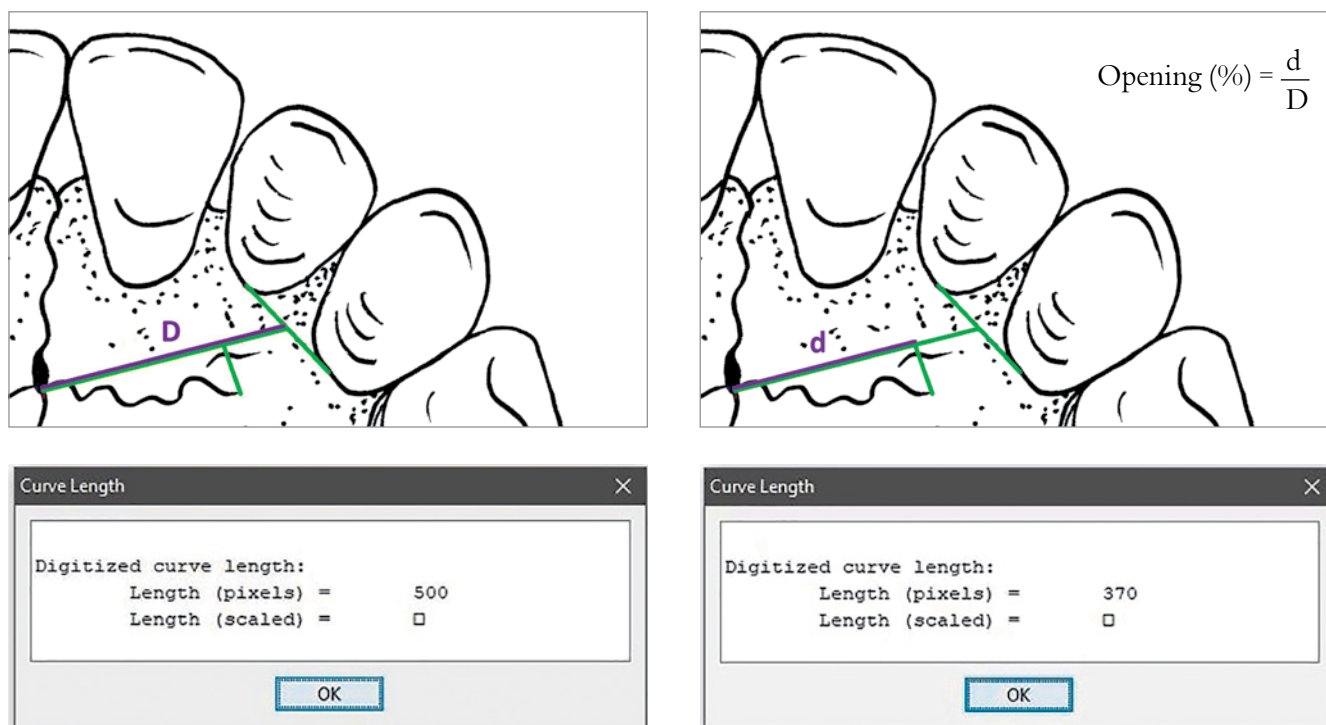 D
d
Opening (%) = d/D
Curve Length ×
Digitized curve length:
Length (pixels) = 500
Length (scaled) = □
OK
Curve Length ×
Digitized curve length:
Length (pixels) = 370
Length (scaled) = □
OK